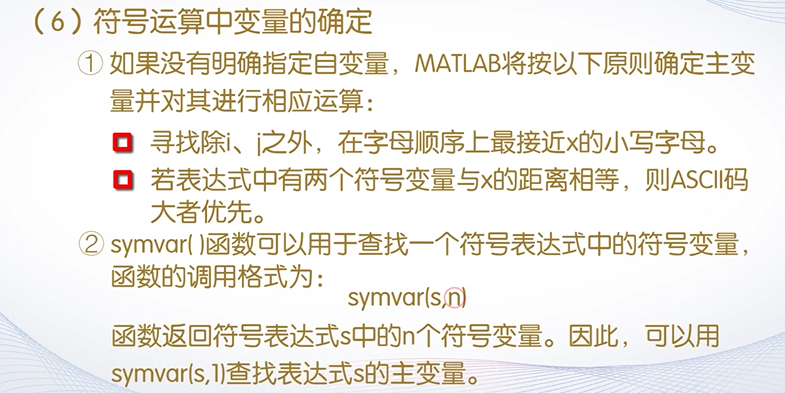 （6）符号运算中变量的确定
① 如果没有明确指定自变量，MATLAB将按以下原则确定主变
量并对其进行相应运算：
寻找除i、j之外，在字母顺序上最接近x的小写字母。
若表达式中有两个符号变量与x的距离相等，则ASCII码
大者优先。
② symvar( )函数可以用于查找一个符号表达式中的符号变量，
函数的调用格式为：
symvar(s,n)
函数返回符号表达式s中的n个符号变量。因此，可以用
symvar(s,1)查找表达式s的主变量。